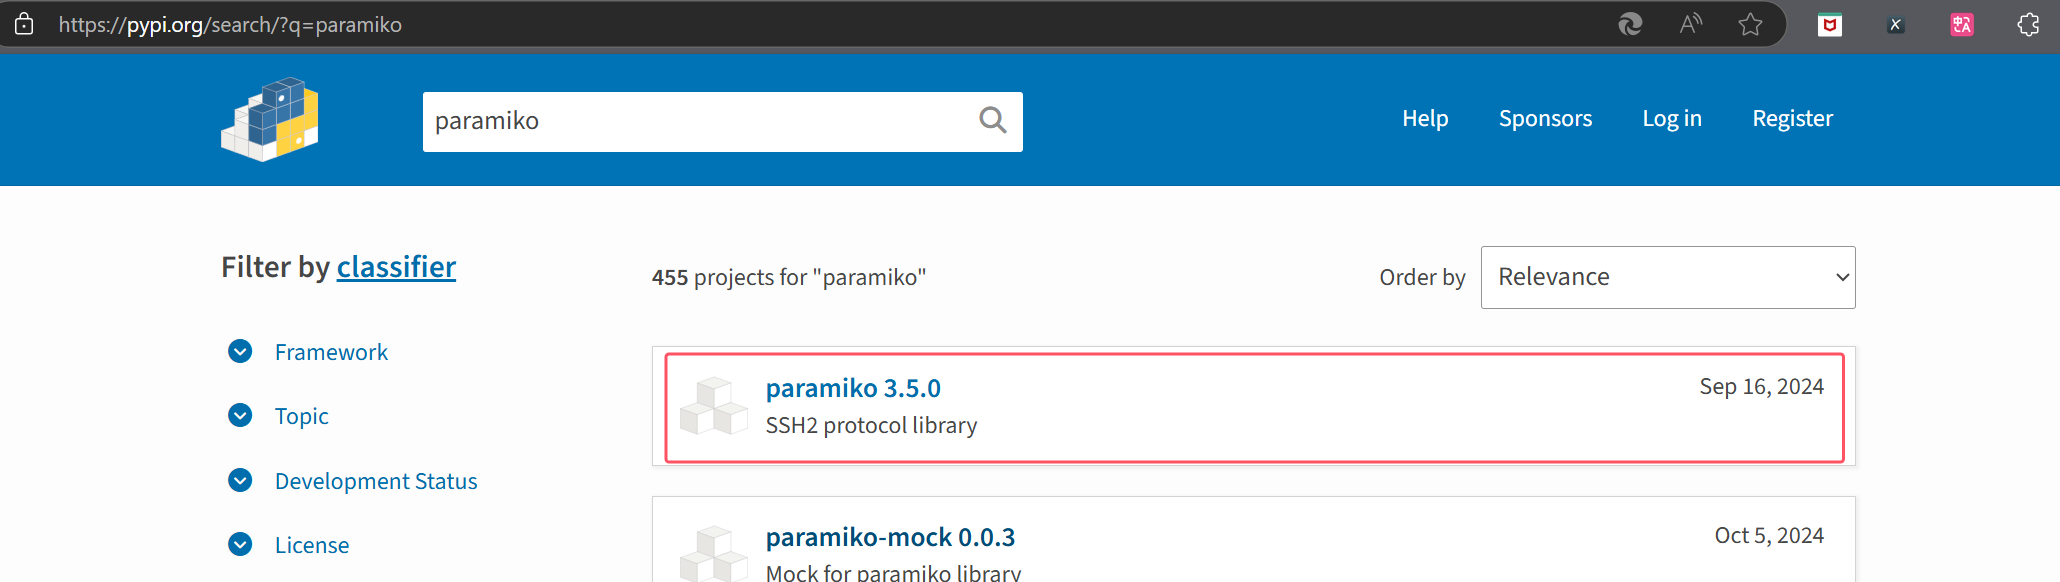 https://pypi.org/search/?q=paramiko
paramiko
Help Sponsors Log in Register
Filter by classifier
Framework
Topic
Development Status
License
455 projects for "paramiko"
Order by Relevance
paramiko 3.5.0
Sep 16, 2024
SSH2 protocol library
paramiko-mock 0.0.3
Oct 5, 2024
Mock for paramiko library